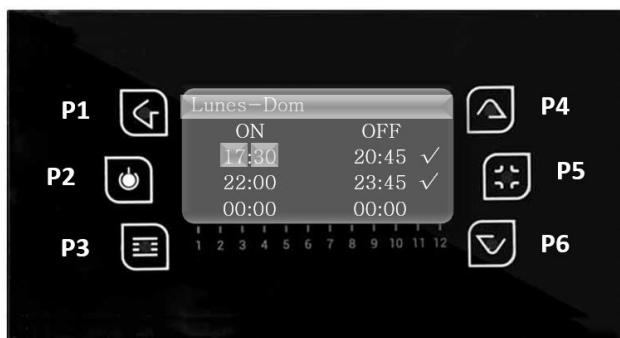 Lunes-Dom
P1 P4
ON OFF
17:30 20:45 ✓
P2 P5
22:00 23:45 ✓
00:00 00:00
P3 1 2 3 4 5 6 7 8 9 10 11 12 P6